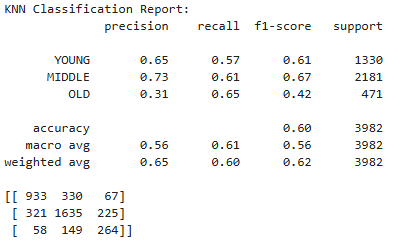 KNN Classification Report:
precision recall f1-score support
YOUNG 0.65 0.57 0.61 1330
MIDDLE 0.73 0.61 0.67 2181
OLD 0.31 0.65 0.42 471
accuracy 0.60 3982
macro avg 0.56 0.61 0.56 3982
weighted avg 0.65 0.60 0.62 3982
[[ 933 330 67]
[ 321 1635 225]
[ 58 149 264]]